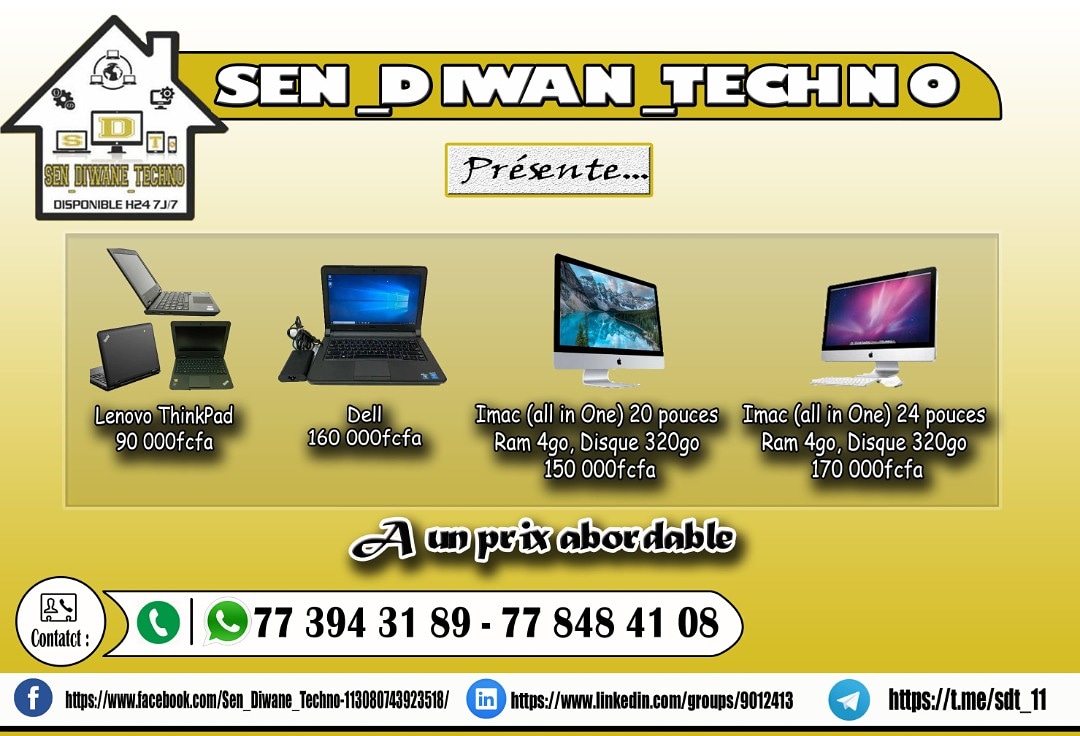 SEN_DIWAN_TECHNO
S D T s
SEN_DIWANE_TECHNO
DISPONIBLE H24 7J/7
Présente...
Lenovo ThinkPad
90 000fcfa
Dell
160 000fcfa
Imac (all in One) 20 pouces
Ram 4go, Disque 320go
150 000fcfa
Imac (all in One) 24 pouces
Ram 4go, Disque 320go
170 000fcfa
A un prix abordable
Contatct :
77 394 31 89 - 77 848 41 08
https://www.facebook.com/Sen_Diwane_Techno-113080743923518/
https://www.linkedin.com/groups/9012413
https://t.me/sdt_11